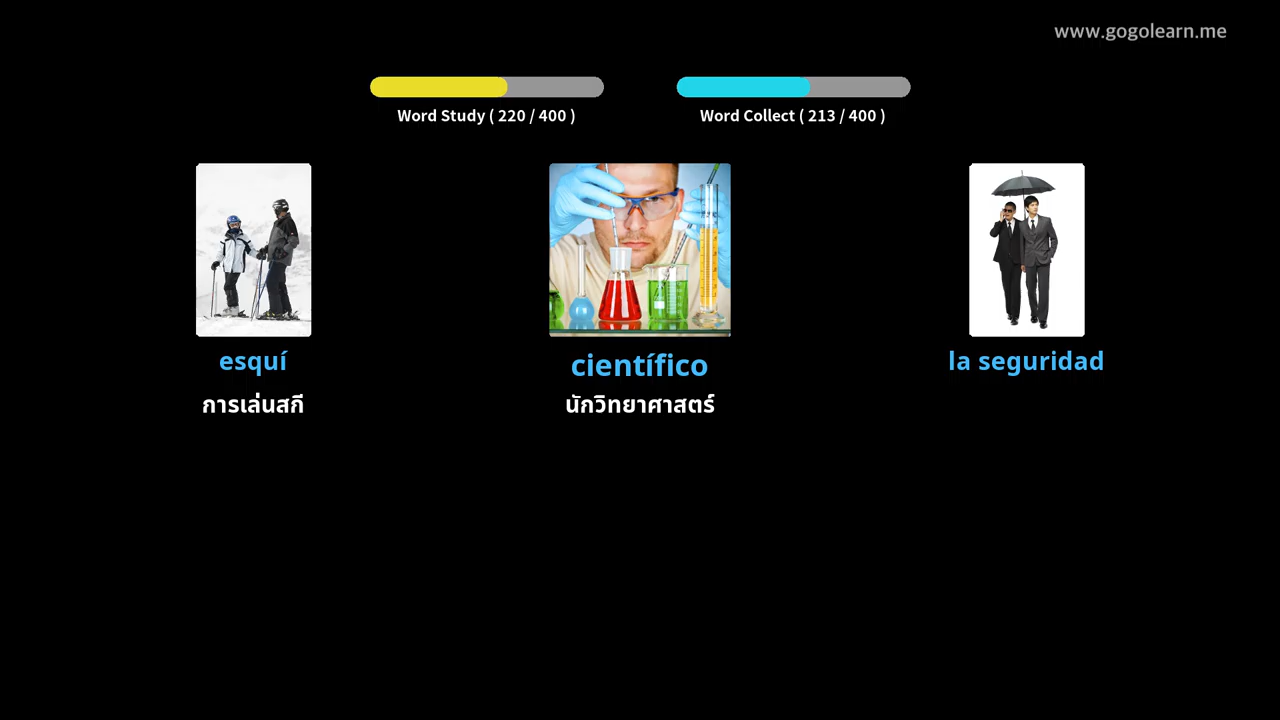 www.gogolearn.me
Word Study ( 220 / 400 )
Word Collect ( 213 / 400 )
esquí
científico
la seguridad
การเล่นสกี
นักวิทยาศาสตร์